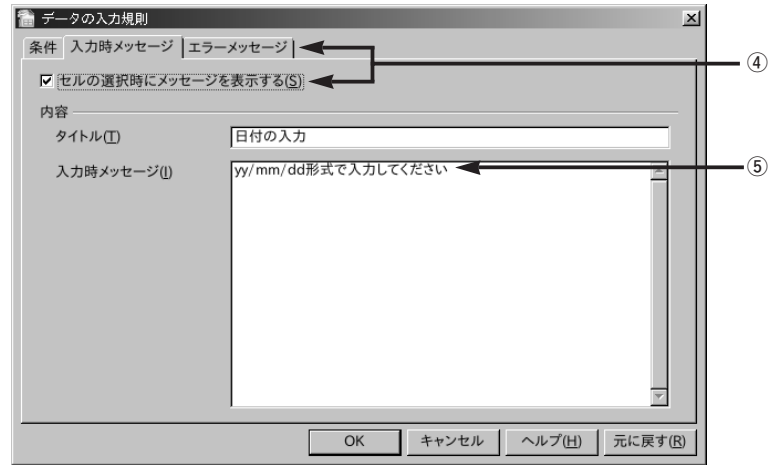 データの入力規則
条件 入力時メッセージ エラーメッセージ
④
セルの選択時にメッセージを表示する(S)
内容
タイトル(T) 日付の入力
入力時メッセージ(I) yy/mm/dd形式で入力してください
⑤
OK キャンセル ヘルプ(H) 元に戻す(R)